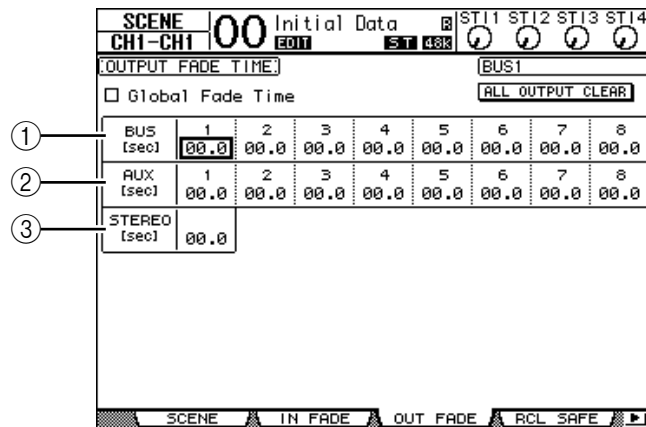 SCENE
CH1-CH1
00 Initial Data R
EDIT ST 48K
STI1 STI2 STI3 STI4
OUTPUT FADE TIME
BUS1
Global Fade Time
ALL OUTPUT CLEAR
① BUS [sec] 1 2 3 4 5 6 7 8
00.0 00.0 00.0 00.0 00.0 00.0 00.0 00.0
② AUX [sec] 1 2 3 4 5 6 7 8
00.0 00.0 00.0 00.0 00.0 00.0 00.0 00.0
③ STEREO [sec] 00.0
SCENE IN FADE OUT FADE RCL SAFE